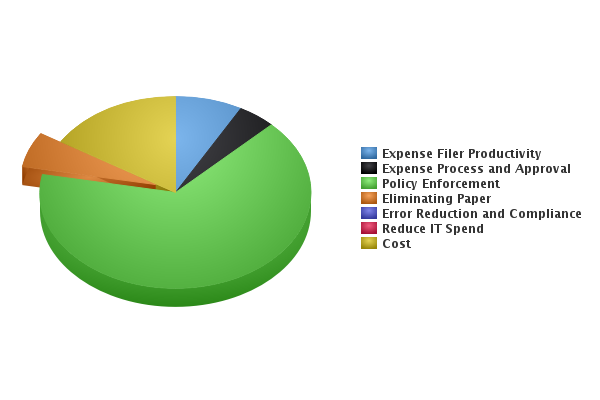 Expense Filer Productivity
Expense Process and Approval
Policy Enforcement
Eliminating Paper
Error Reduction and Compliance
Reduce IT Spend
Cost